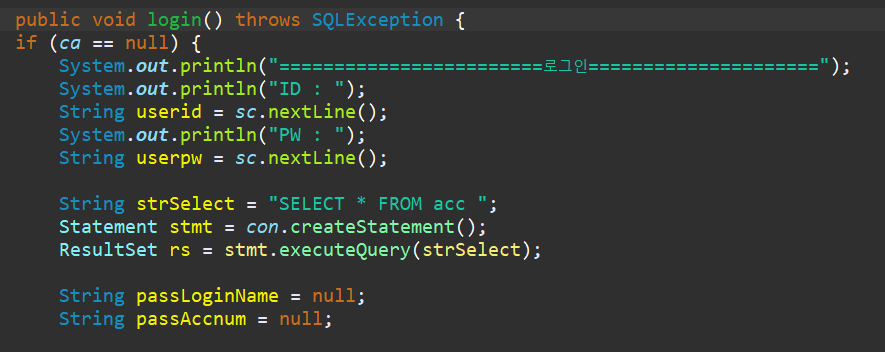 public void login() throws SQLException {
if (ca == null) {
System.out.println("========================로그인=====================");
System.out.println("ID : ");
String userid = sc.nextLine();
System.out.println("PW : ");
String userpw = sc.nextLine();
String strSelect = "SELECT * FROM acc ";
Statement stmt = con.createStatement();
ResultSet rs = stmt.executeQuery(strSelect);
String passLoginName = null;
String passAccnum = null;